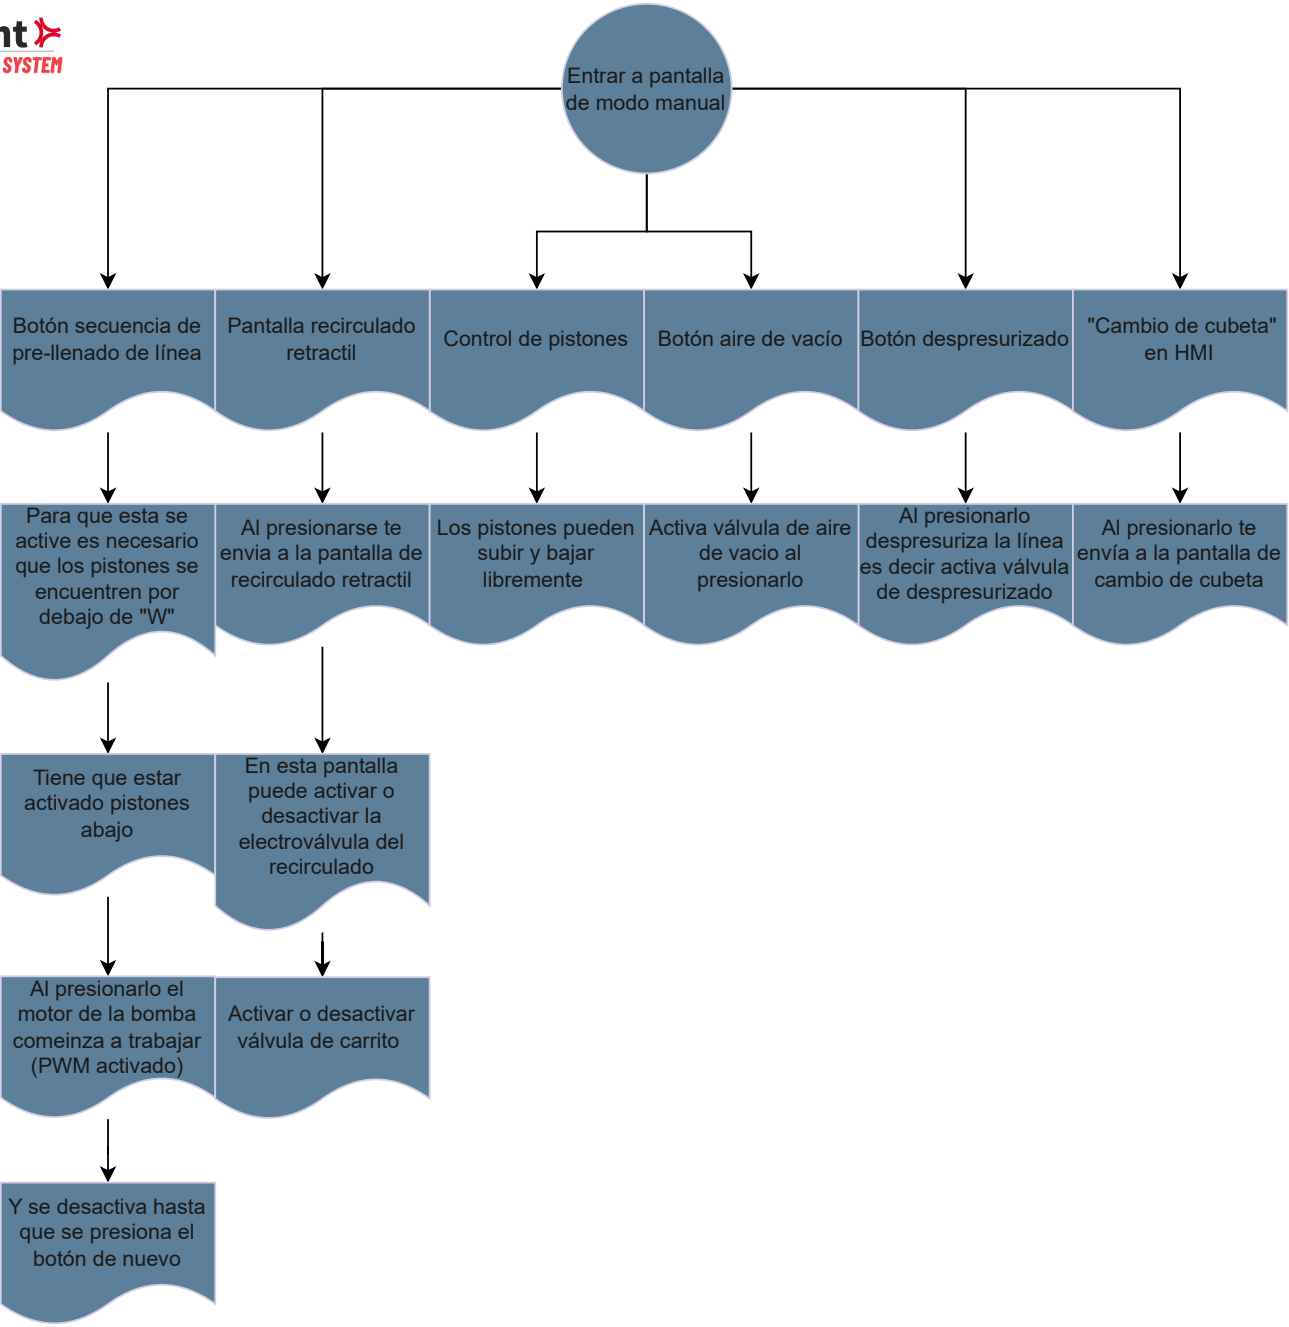 SYSTEM
Entrar a pantalla
de modo manual
Botón secuencia de
pre-llenado de línea
Pantalla recirculado
retractil
Control de pistones
Botón aire de vacío
Botón despresurizado
"Cambio de cubeta"
en HMI
Para que esta se
active es necesario
que los pistones se
encuentren por
debajo de "W"
Al presionarse te
envia a la pantalla de
recirculado retractil
Los pistones pueden
subir y bajar
libremente
Activa válvula de aire
de vacio al
presionarlo
Al presionarlo
despresuriza la línea
es decir activa válvula
de despresurizado
Al presionarlo te
envía a la pantalla de
cambio de cubeta
Tiene que estar
activado pistones
abajo
En esta pantalla
puede activar o
desactivar la
electroválvula del
recirculado
Al presionarlo el
motor de la bomba
comeinza a trabajar
(PWM activado)
Activar o desactivar
válvula de carrito
Y se desactiva hasta
que se presiona el
botón de nuevo